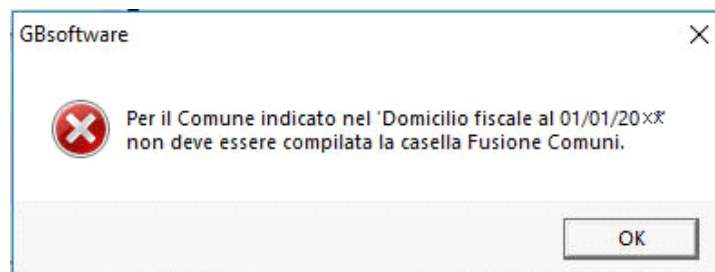 GBsoftware
Per il Comune indicato nel 'Domicilio fiscale al 01/01/20xx'
non deve essere compilata la casella Fusione Comuni.
OK